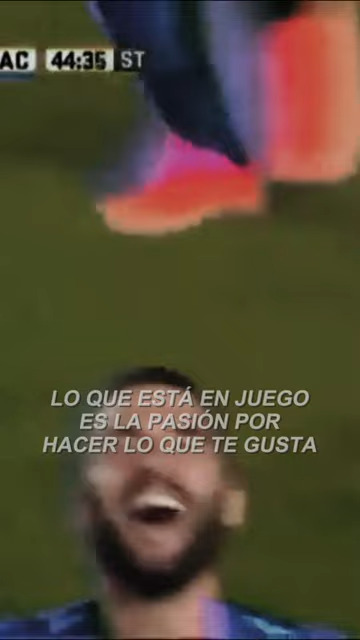 AC 44:35 ST
LO QUE ESTÁ EN JUEGO
ES LA PASIÓN POR
HACER LO QUE TE GUSTA